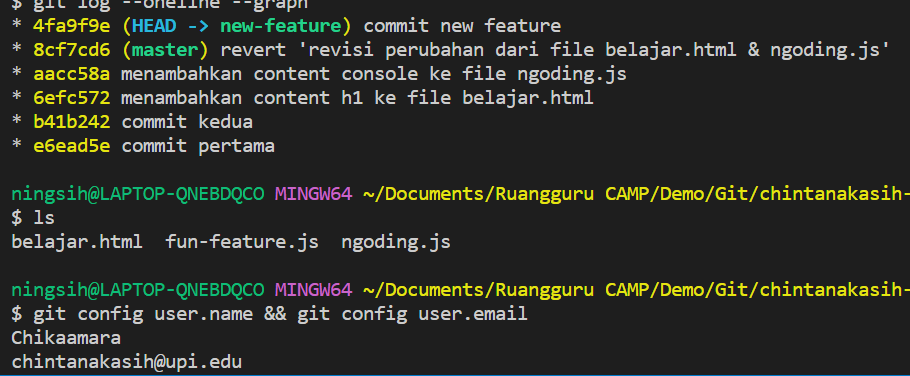 $ git log --oneline --graph
* 4fa9f9e (HEAD -> new-feature) commit new feature
* 8cf7cd6 (master) revert 'revisi perubahan dari file belajar.html & ngoding.js'
* aacc58a menambahkan content console ke file ngoding.js
* 6efc572 menambahkan content h1 ke file belajar.html
* b41b242 commit kedua
* e6ead5e commit pertama
ningsih@LAPTOP-QNEBDQCO MINGW64 ~/Documents/Ruangguru CAMP/Demo/Git/chintanakasih-
$ ls
belajar.html  fun-feature.js  ngoding.js
ningsih@LAPTOP-QNEBDQCO MINGW64 ~/Documents/Ruangguru CAMP/Demo/Git/chintanakasih-
$ git config user.name && git config user.email
Chikaamara
chintanakasih@upi.edu